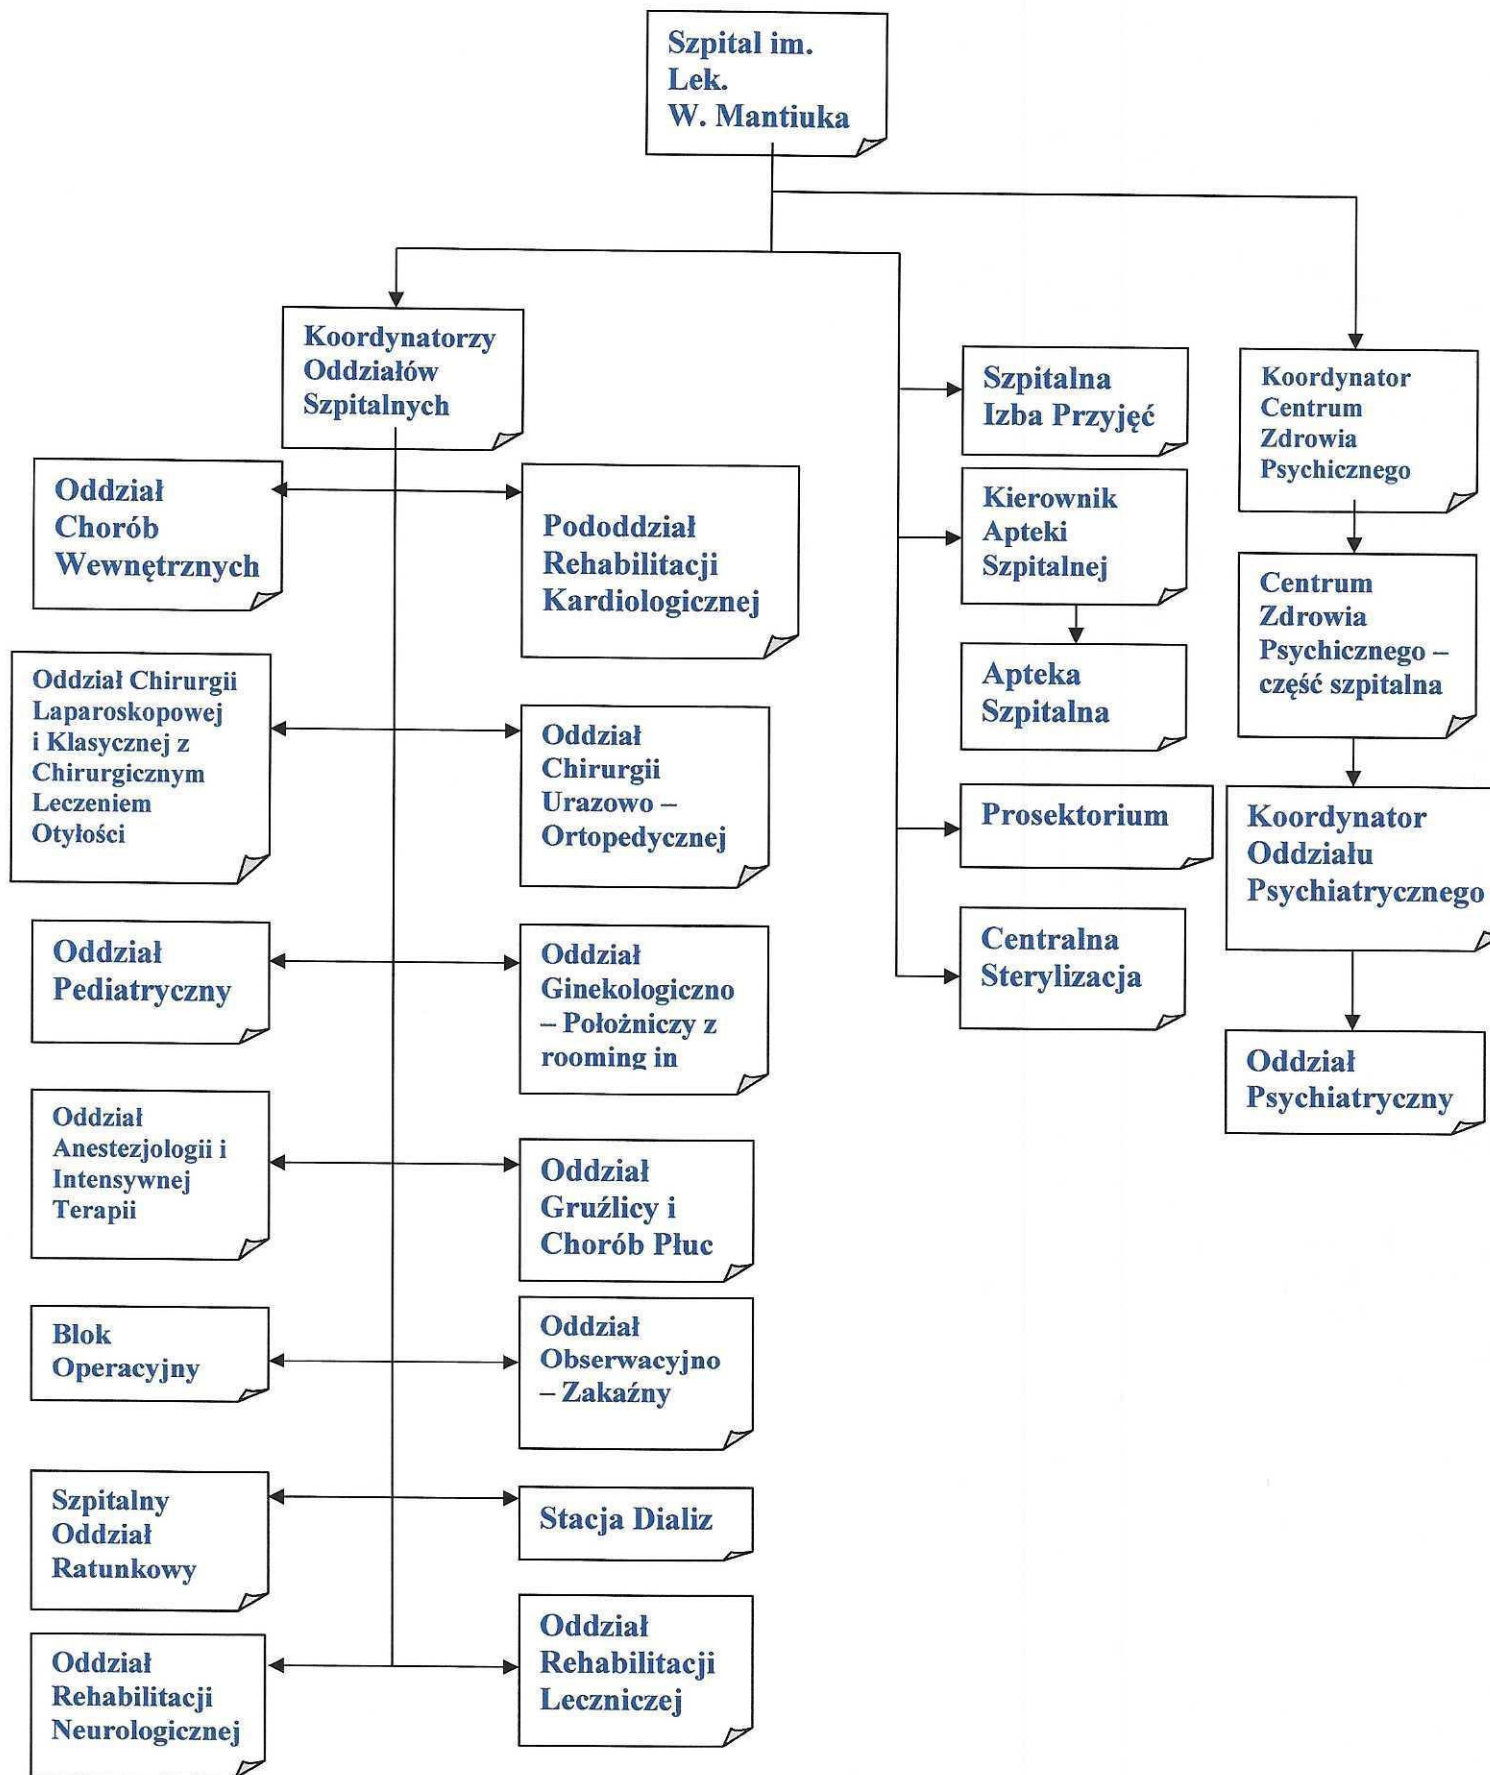 Szpital im.
Lek.
W. Mantiuka
Koordynatorzy
Oddziałów
Szpitalnych
Szpitalna
Izba Przyjęć
Koordynator
Centrum
Zdrowia
Psychicznego
Oddział
Chorób
Wewnętrznych
Pododdział
Rehabilitacji
Kardiologicznej
Kierownik
Apteki
Szpitalnej
Centrum
Zdrowia
Psychicznego –
część szpitalna
Oddział Chirurgii
Laparoskopowej
i Klasycznej z
Chirurgicznym
Leczeniem
Otyłości
Oddział
Chirurgii
Urazowo –
Ortopedycznej
Apteka
Szpitalna
Prosektorium
Koordynator
Oddziału
Psychiatrycznego
Oddział
Pediatryczny
Oddział
Ginekologiczno
– Położniczy z
rooming in
Centralna
Sterylizacja
Oddział
Psychiatryczny
Oddział
Anestezjologii i
Intensywnej
Terapii
Oddział
Gruźlicy i
Chorób Płuc
Blok
Operacyjny
Oddział
Obserwacyjno
– Zakaźny
Szpitalny
Oddział
Ratunkowy
Stacja Dializ
Oddział
Rehabilitacji
Neurologicznej
Oddział
Rehabilitacji
Leczniczej